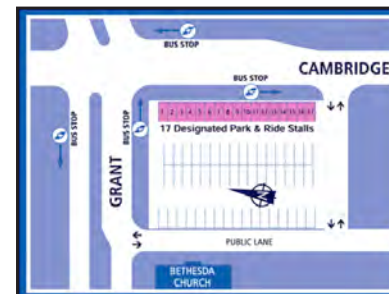 BUS STOP
CAMBRIDGE
BUS STOP
1 2 3 4 5 6 7 8 9 10 11 12 13 14 15 16 17
17 Designated Park & Ride Stalls
BUS STOP
BUS STOP
GRANT
PUBLIC LANE
BETHESDA
CHURCH